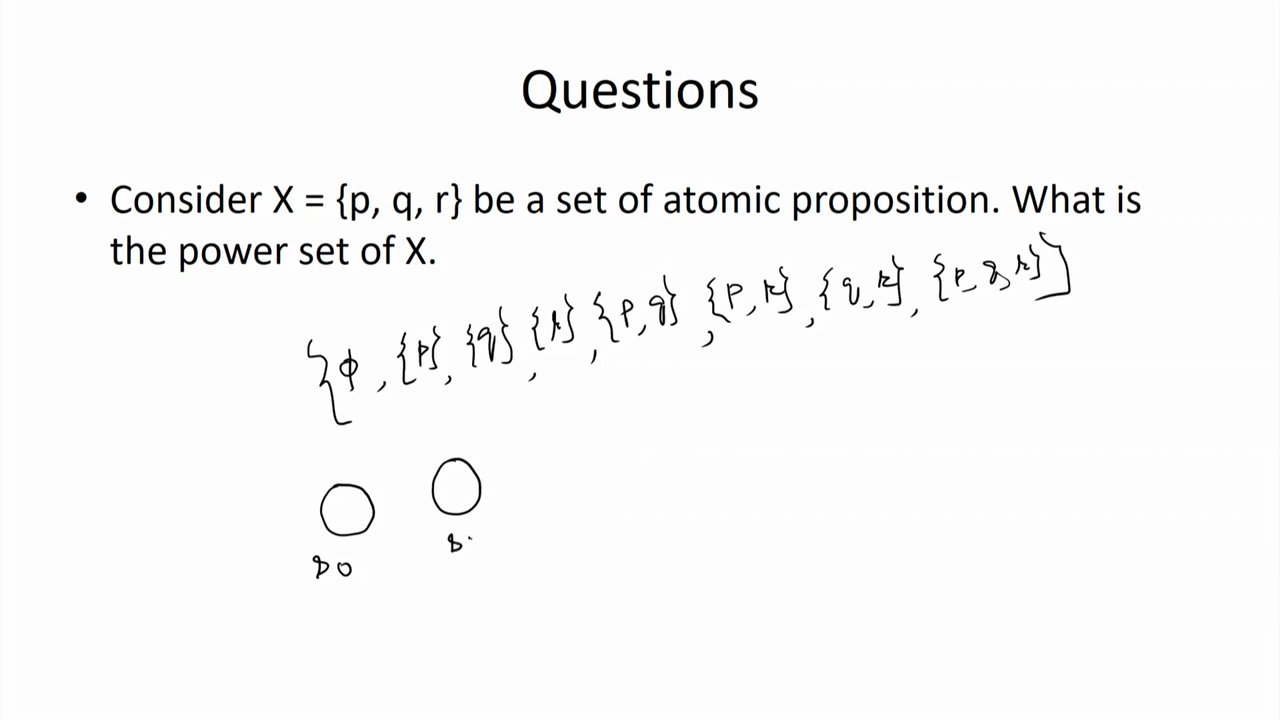 Questions
• Consider X = {p, q, r} be a set of atomic proposition. What is
the power set of X.
{ϕ, {p}, {q}, {r}, {p, q}, {p, r}, {q, r}, {p, q, r}}
s0
s